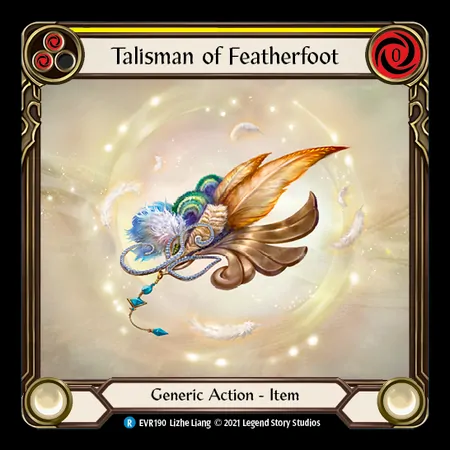 Talisman of Featherfoot
0
Generic Action - Item
R EVR190 Lizhe Liang © 2021 Legend Story Studios